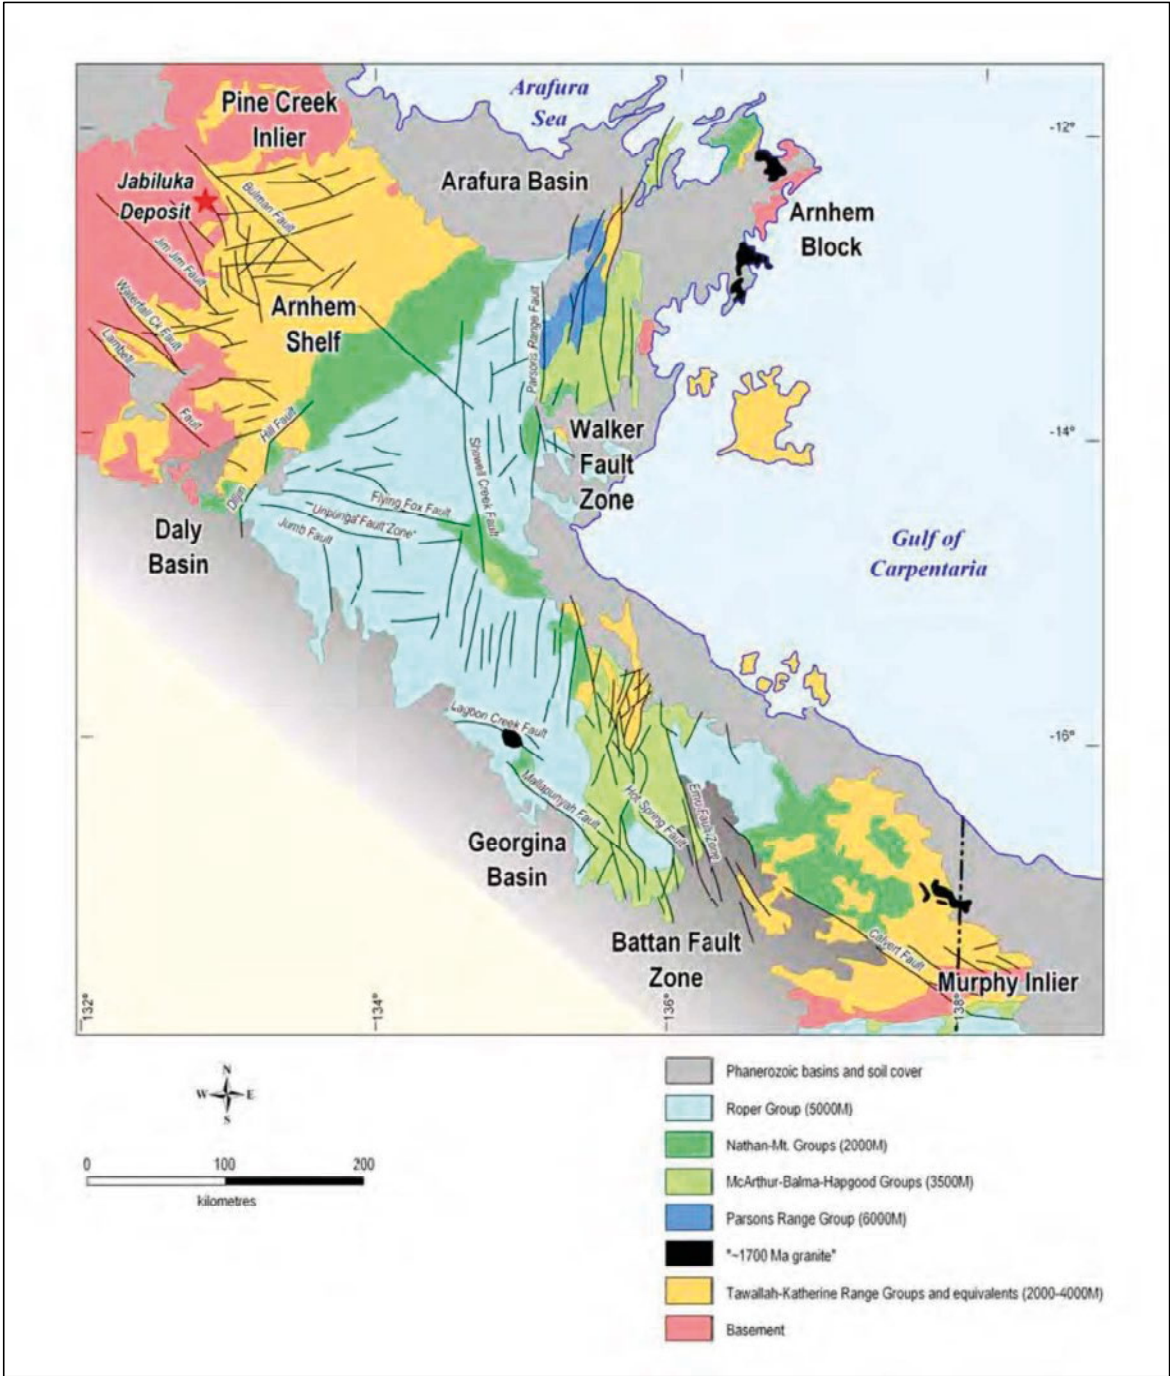 Arafura
Sea
Pine Creek
Inlier
-12°
Jabiluka
Deposit
Arafura Basin
Bulman Fault
Arnhem
Block
Jim Jim Fault
Waterfall Ck Fault
Arnhem
Shelf
Parsons Range Fault
Lambell
Fault
Hill Fault
Walker
Fault
Zone
-14°
Showell Creek Fault
Flying Fox Fault
"Unpunga" Fault Zone"
Jumb Fault
Daly
Basin
Gulf of
Carpentaria
Lagoon Creek Fault
-16°
Mallapunyah Fault
Hot Spring Fault
Emu Fault Zone
Georgina
Basin
Battan Fault
Zone
Calvert Fault
Murphy Inlier
132°
134°
136°
138°
N
W E
S
0 100 200
kilometres
Phanerozoic basins and soil cover
Roper Group (5000M)
Nathan-Mt. Groups (2000M)
McArthur-Balma-Hapgood Groups (3500M)
Parsons Range Group (6000M)
"~1700 Ma granite"
Tawallah-Katherine Range Groups and equivalents (2000-4000M)
Basement